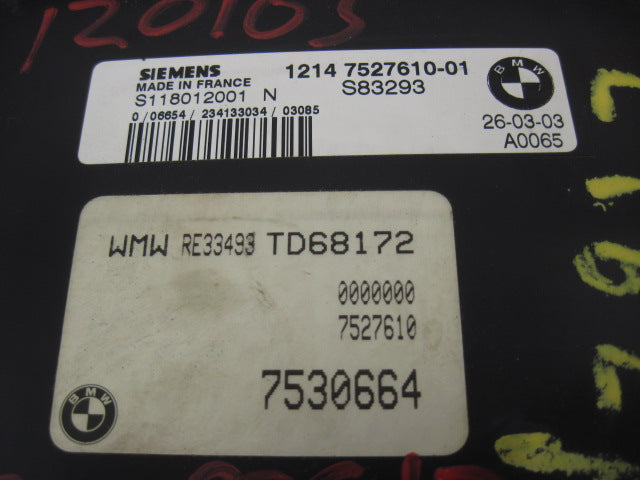 120103
SIEMENS 1214 7527610-01
MADE IN FRANCE S83293
S118012001 N
0/06654/234133034/03085
BMW
26-03-03
A0065
WMW RE33493 TD68172
0000000
7527610
7530664
BMW